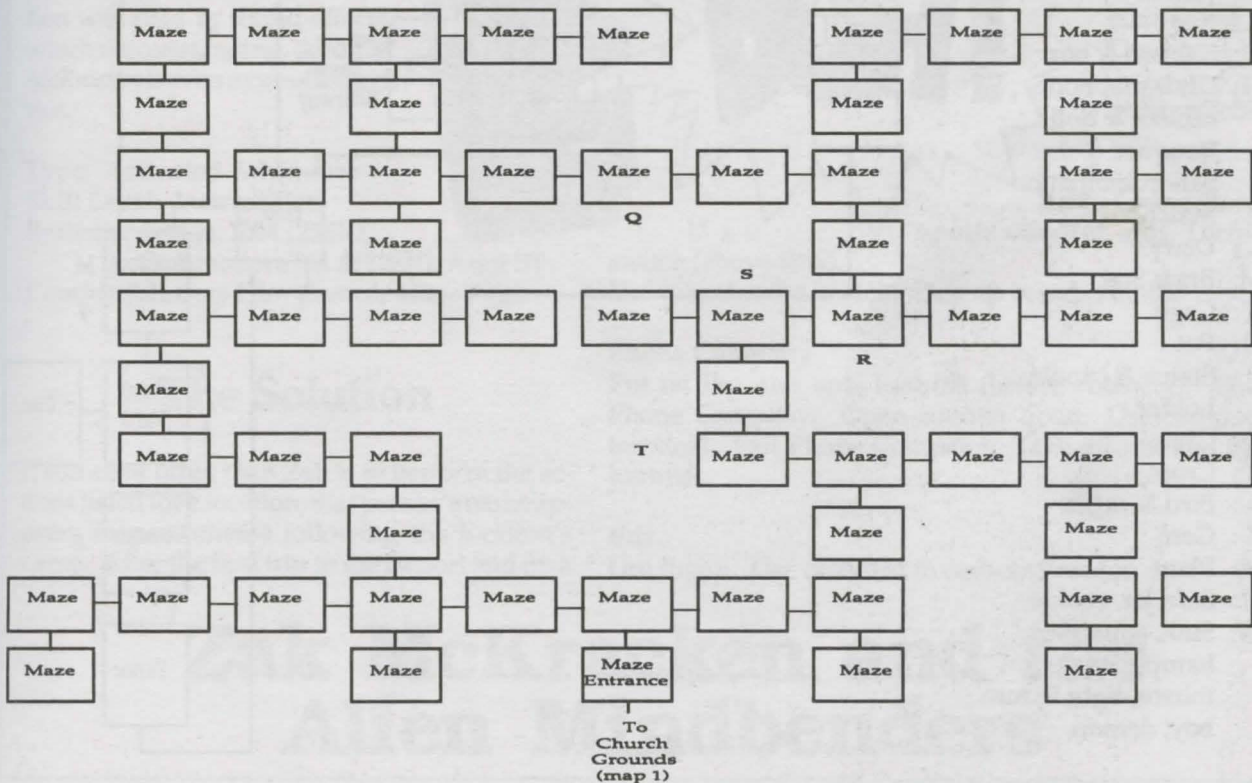 Maze Maze Maze Maze Maze Maze Maze Maze Maze
Maze Maze Maze Maze
Maze Maze Maze Maze Maze Maze Maze Maze Maze
Q
Maze Maze Maze Maze
S
Maze Maze Maze Maze Maze Maze Maze Maze Maze Maze
R
Maze Maze
Maze Maze Maze T Maze Maze Maze Maze Maze
Maze Maze Maze
Maze Maze Maze Maze Maze Maze Maze Maze Maze Maze
Maze Maze Maze Maze Maze
Entrance
To
Church
Grounds
(map 1)